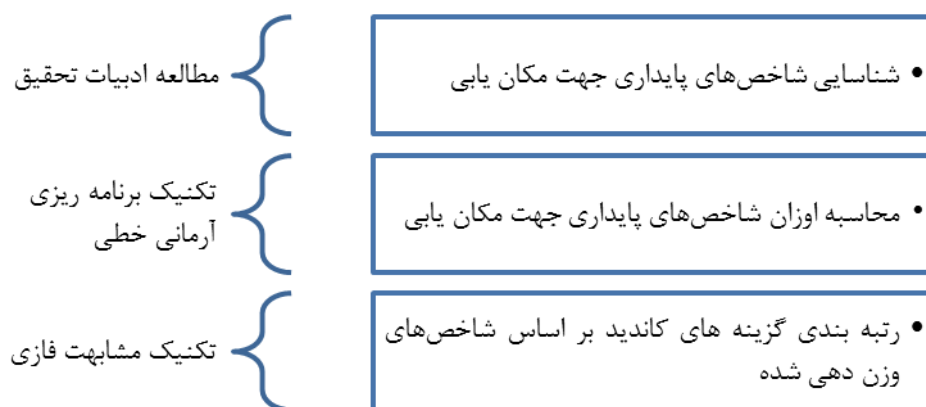 • شناسایی شاخص‌های پایداری جهت مکان یابی
مطالعه ادبیات تحقیق
• محاسبه اوزان شاخص‌های پایداری جهت مکان یابی
تکنیک برنامه ریزی
آرمانی خطی
• رتبه بندی گزینه های کاندید بر اساس شاخص‌های
وزن دهی شده
تکنیک مشابهت فازی